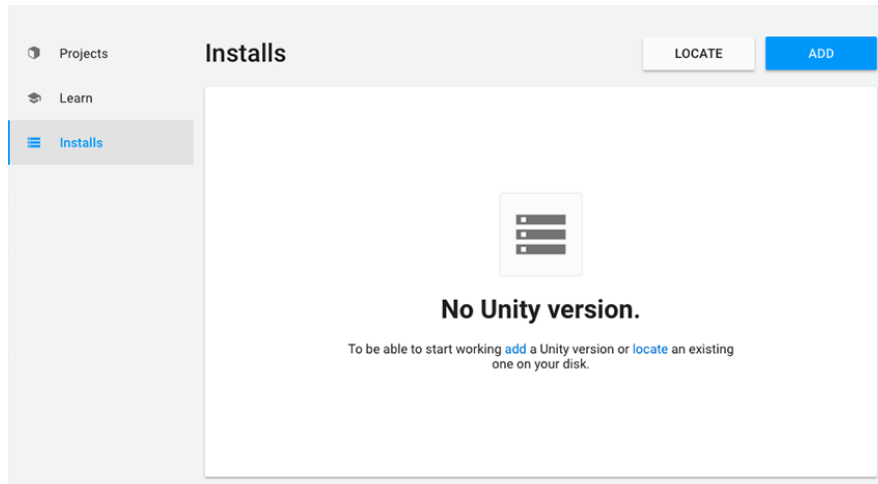 Projects
Learn
Installs
Installs
LOCATE
ADD
No Unity version.
To be able to start working add a Unity version or locate an existing
one on your disk.